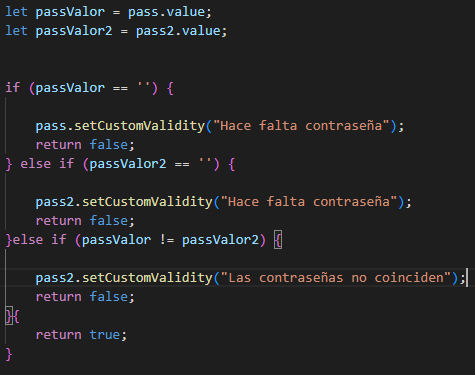 let passValor = pass.value;
let passValor2 = pass2.value;
if (passValor == '') {
pass.setCustomValidity("Hace falta contraseña");
return false;
} else if (passValor2 == '') {
pass2.setCustomValidity("Hace falta contraseña");
return false;
}else if (passValor != passValor2) {
pass2.setCustomValidity("Las contraseñas no coinciden");
return false;
}{
return true;
}